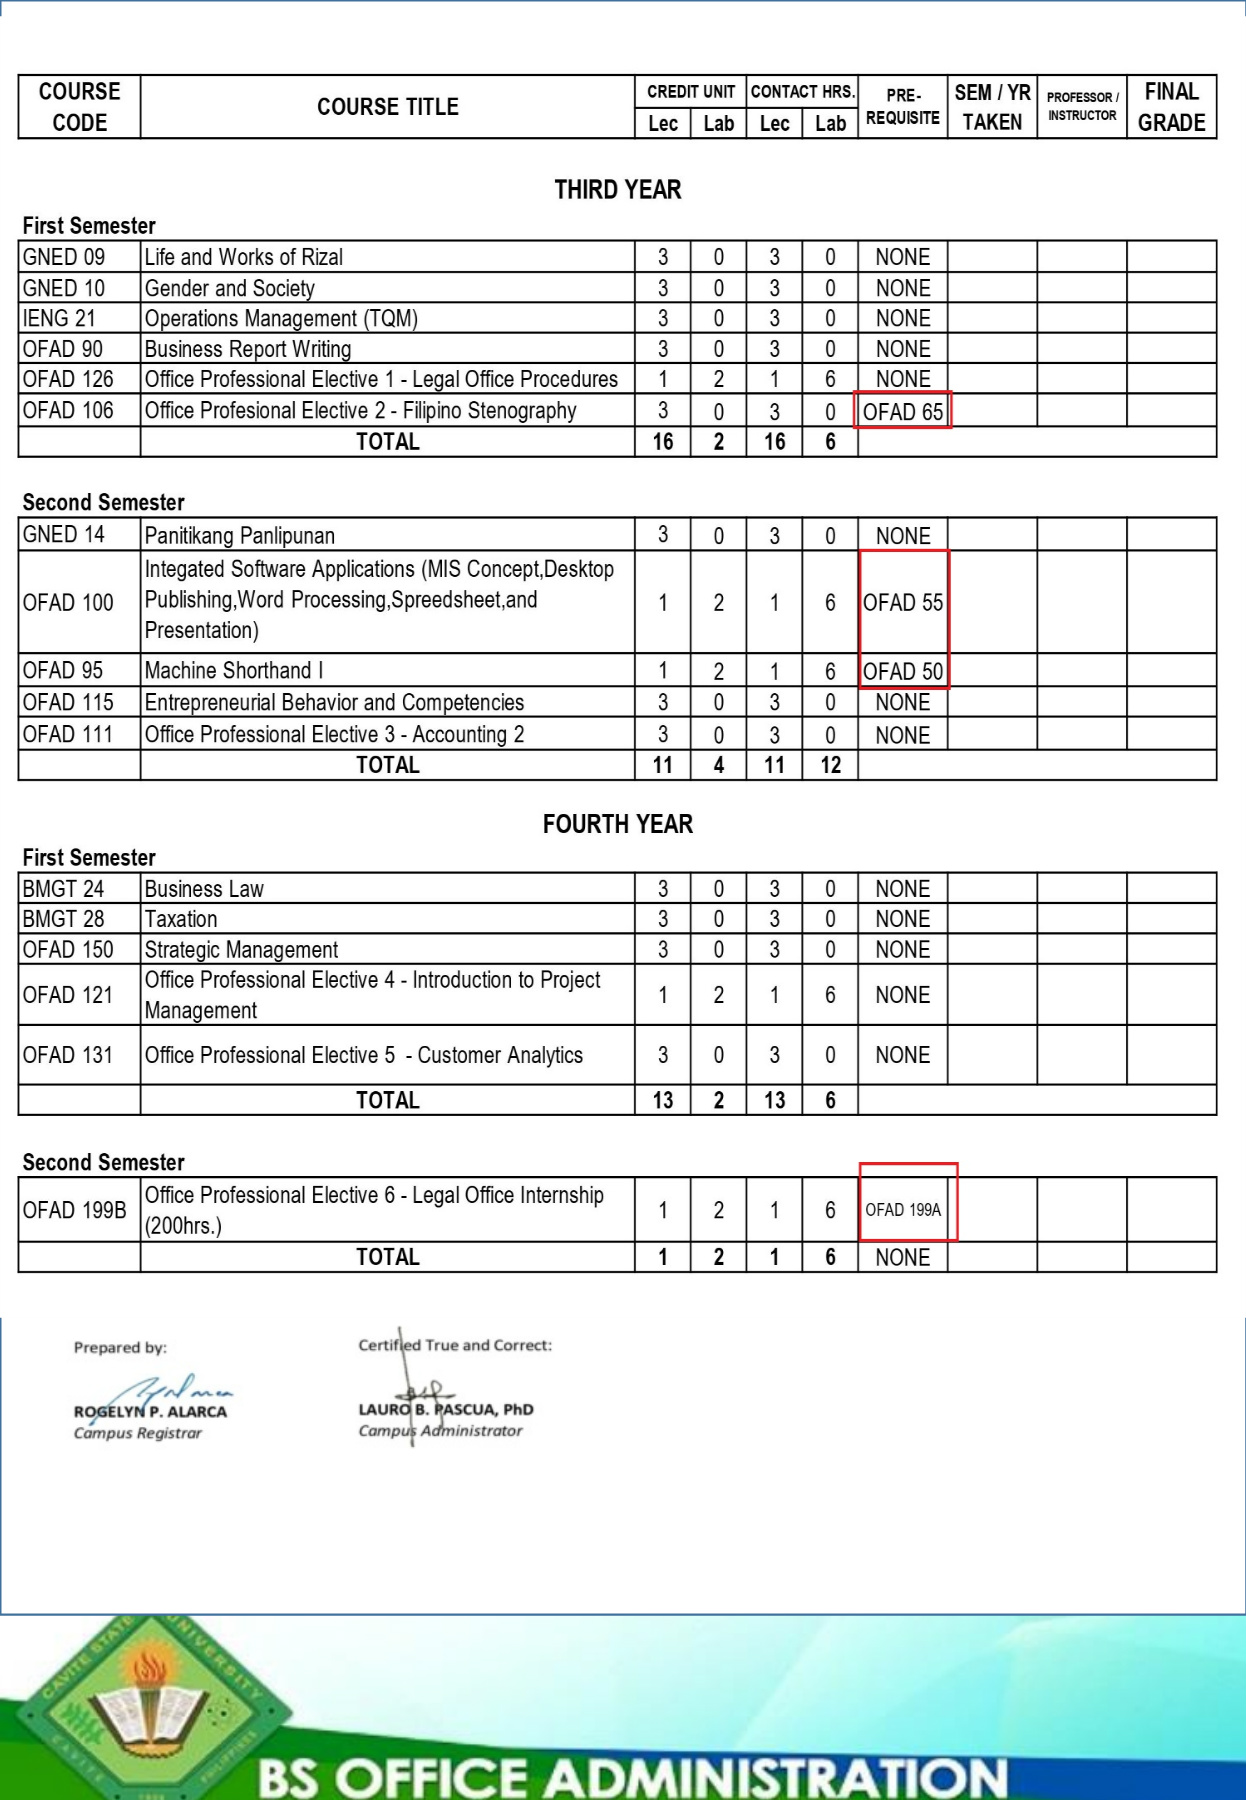 COURSE CODE COURSE TITLE CREDIT UNIT CONTACT HRS. PRE-REQUISITE SEM / YR TAKEN PROFESSOR / INSTRUCTOR FINAL GRADE
Lec Lab Lec Lab
THIRD YEAR
First Semester
GNED 09 Life and Works of Rizal 3 0 3 0 NONE
GNED 10 Gender and Society 3 0 3 0 NONE
IENG 21 Operations Management (TQM) 3 0 3 0 NONE
OFAD 90 Business Report Writing 3 0 3 0 NONE
OFAD 126 Office Professional Elective 1 - Legal Office Procedures 1 2 1 6 NONE
OFAD 106 Office Profesional Elective 2 - Filipino Stenography 3 0 3 0 OFAD 65
TOTAL 16 2 16 6
Second Semester
GNED 14 Panitikang Panlipunan 3 0 3 0 NONE
Integated Software Applications (MIS Concept,Desktop
OFAD 100 Publishing,Word Processing,Spreedsheet,and 1 2 1 6 OFAD 55
Presentation)
OFAD 95 Machine Shorthand I 1 2 1 6 OFAD 50
OFAD 115 Entrepreneurial Behavior and Competencies 3 0 3 0 NONE
OFAD 111 Office Professional Elective 3 - Accounting 2 3 0 3 0 NONE
TOTAL 11 4 11 12
FOURTH YEAR
First Semester
BMGT 24 Business Law 3 0 3 0 NONE
BMGT 28 Taxation 3 0 3 0 NONE
OFAD 150 Strategic Management 3 0 3 0 NONE
OFAD 121 Office Professional Elective 4 - Introduction to Project 1 2 1 6 NONE
Management
OFAD 131 Office Professional Elective 5 - Customer Analytics 3 0 3 0 NONE
TOTAL 13 2 13 6
Second Semester
OFAD 199B Office Professional Elective 6 - Legal Office Internship 1 2 1 6 OFAD 199A
(200hrs.)
TOTAL 1 2 1 6 NONE
Prepared by: Certified True and Correct:
ROGELYN P. ALARCA LAURO B. PASCUA, PhD
Campus Registrar Campus Administrator
CAVITE STATE UNIVERSITY
CAVITE PHILIPPINES
BS OFFICE ADMINISTRATION